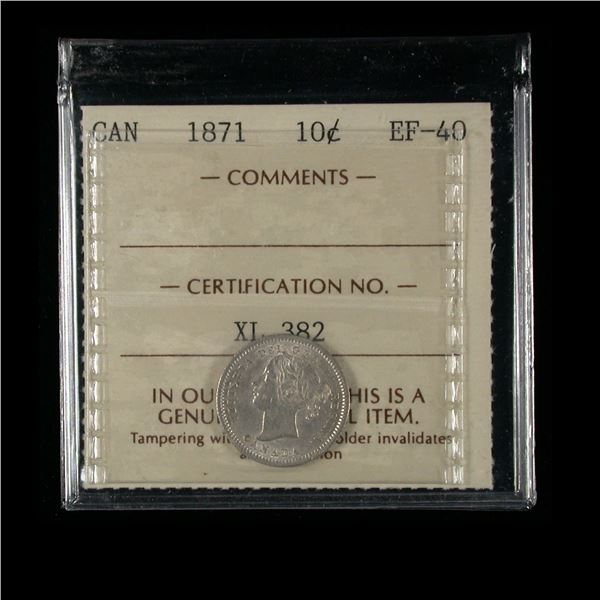 CAN 1871 10¢ EF-40
— COMMENTS —
— CERTIFICATION NO. —
XL 382
IN OU HIS IS A
GENU L ITEM.
Tampering wi older invalidates
on